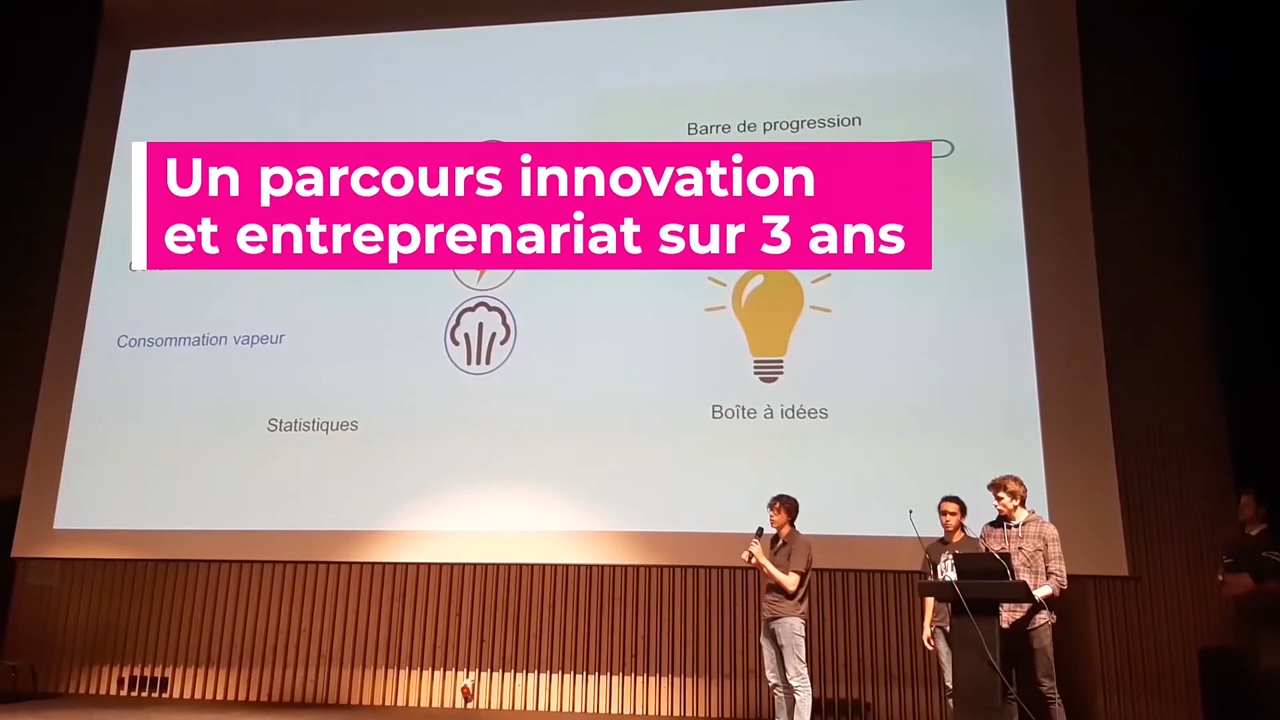 Barre de progression
Un parcours innovation
et entreprenariat sur 3 ans
Consommation vapeur
Boîte à idées
Statistiques